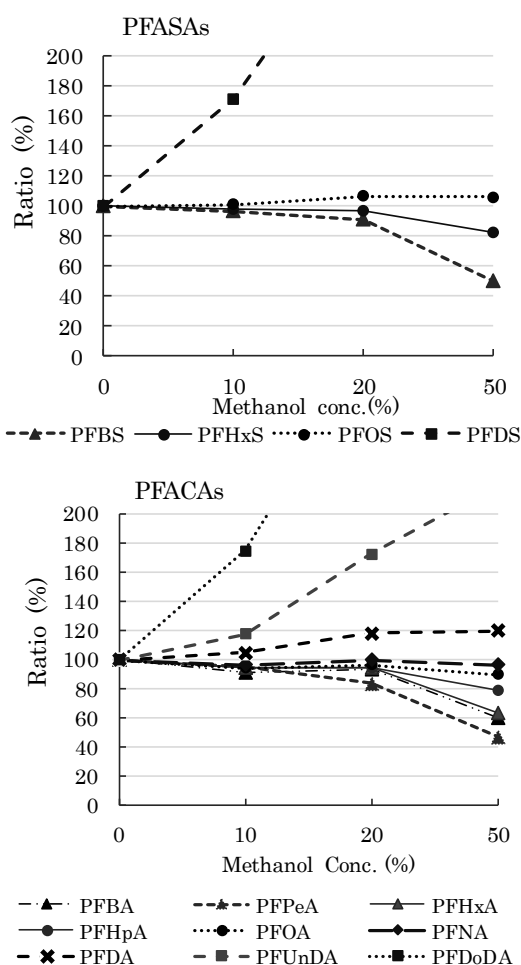 PFASAs
200
180
160
140
120
100
80
60
40
20
0
Ratio (%)
0 10 20 50
Methanol conc.(%)
PFBS PFHxS PFOS PFDS
PFACAs
200
180
160
140
120
100
80
60
40
20
0
Ratio (%)
0 10 20 50
Methanol Conc. (%)
PFBA PFPeA PFHxA
PFHpA PFOA PFNA
PFDA PFUnDA PFDoDA